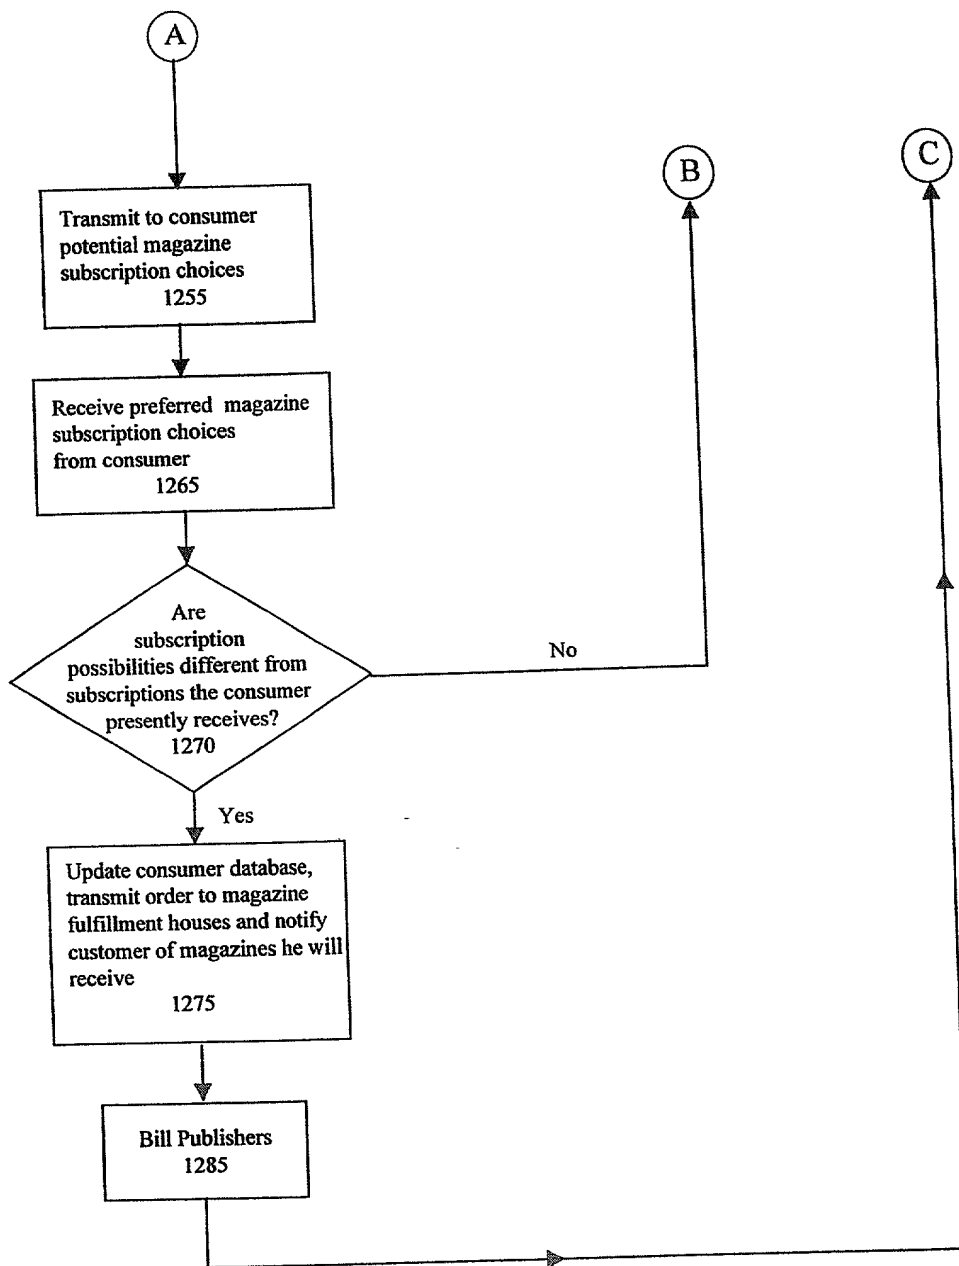 A
B
C
Transmit to consumer
potential magazine
subscription choices
1255
Receive preferred magazine
subscription choices
from consumer
1265
Are
subscription
possibilities different from
subscriptions the consumer
presently receives?
1270
No
Yes
Update consumer database,
transmit order to magazine
fulfillment houses and notify
customer of magazines he will
receive
1275
Bill Publishers
1285